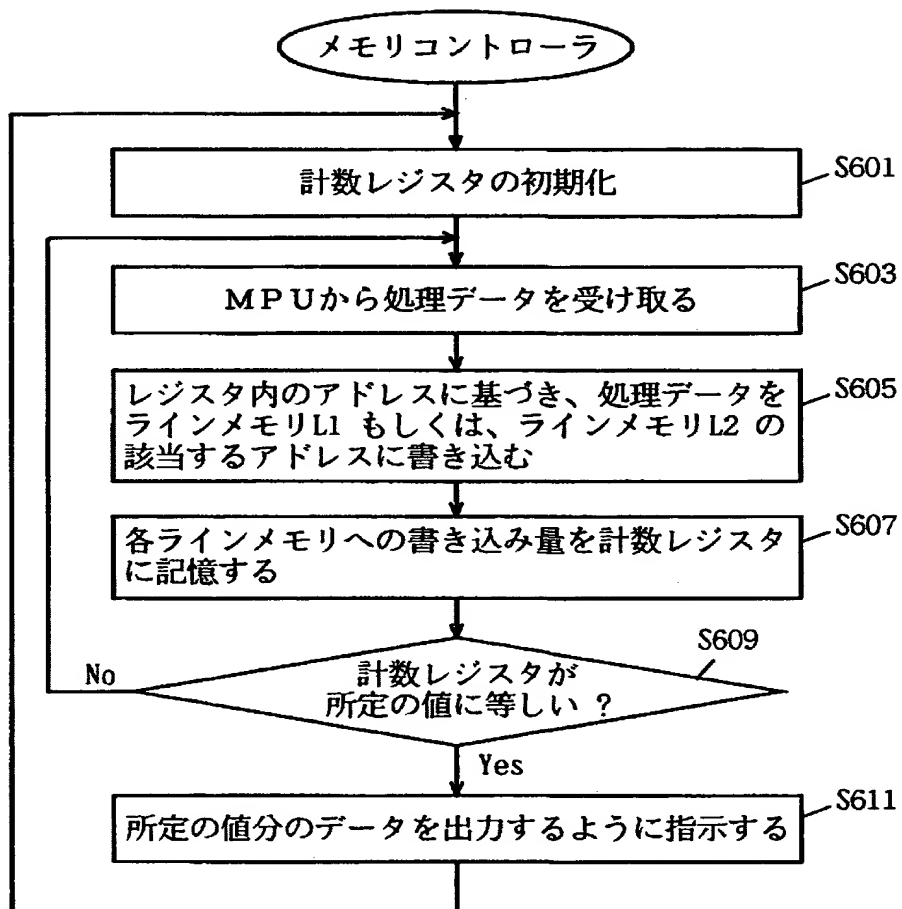 メモリコントローラ
計数レジスタの初期化
S601
MPUから処理データを受け取る
S603
レジスタ内のアドレスに基づき、処理データを
ラインメモリL1 もしくは、ラインメモリL2 の
該当するアドレスに書き込む
S605
各ラインメモリへの書き込み量を計数レジスタ
に記憶する
S607
計数レジスタが
所定の値に等しい ?
S609
No
Yes
所定の値分のデータを出力するように指示する
S611